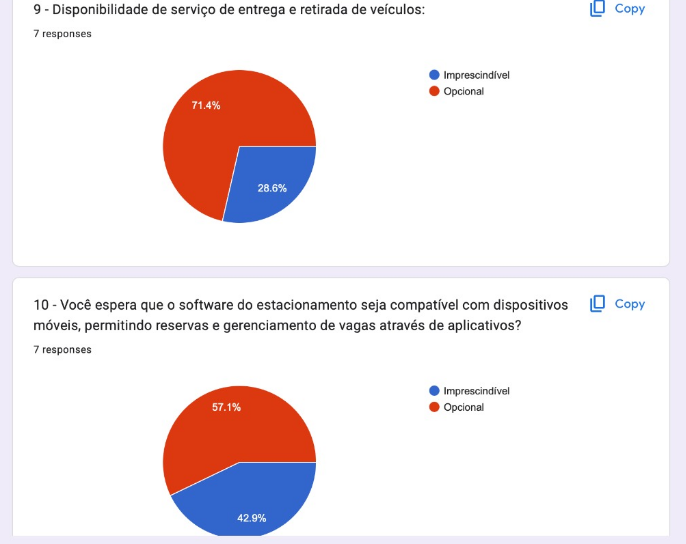 9 - Disponibilidade de serviço de entrega e retirada de veículos:
Copy
7 responses
Imprescindível
Opcional
71.4%
28.6%
10 - Você espera que o software do estacionamento seja compatível com dispositivos
móveis, permitindo reservas e gerenciamento de vagas através de aplicativos?
Copy
7 responses
Imprescindível
Opcional
57.1%
42.9%